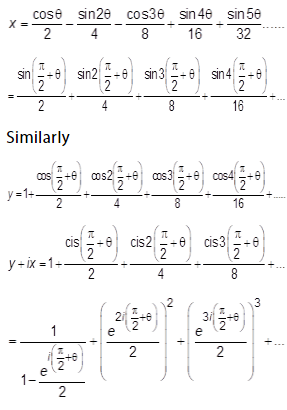 x = cosθ/2 − sin2θ/4 − cos3θ/8 + sin4θ/16 + sin5θ/32 ......
= sin(π/2+θ)/2 + sin2(π/2+θ)/4 + sin3(π/2+θ)/8 + sin4(π/2+θ)/16 + ...
Similarly
y=1+ cos(π/2+θ)/2 + cos2(π/2+θ)/4 + cos3(π/2+θ)/8 + cos4(π/2+θ)/16 + .....
y+ix=1+ cis(π/2+θ)/2 + cis2(π/2+θ)/4 + cis3(π/2+θ)/8 + ...
= 1/(1− e^{i(π/2+θ)}/2) + (e^{2i(π/2+θ)}/2)^2 + (e^{3i(π/2+θ)}/2)^3 + ...